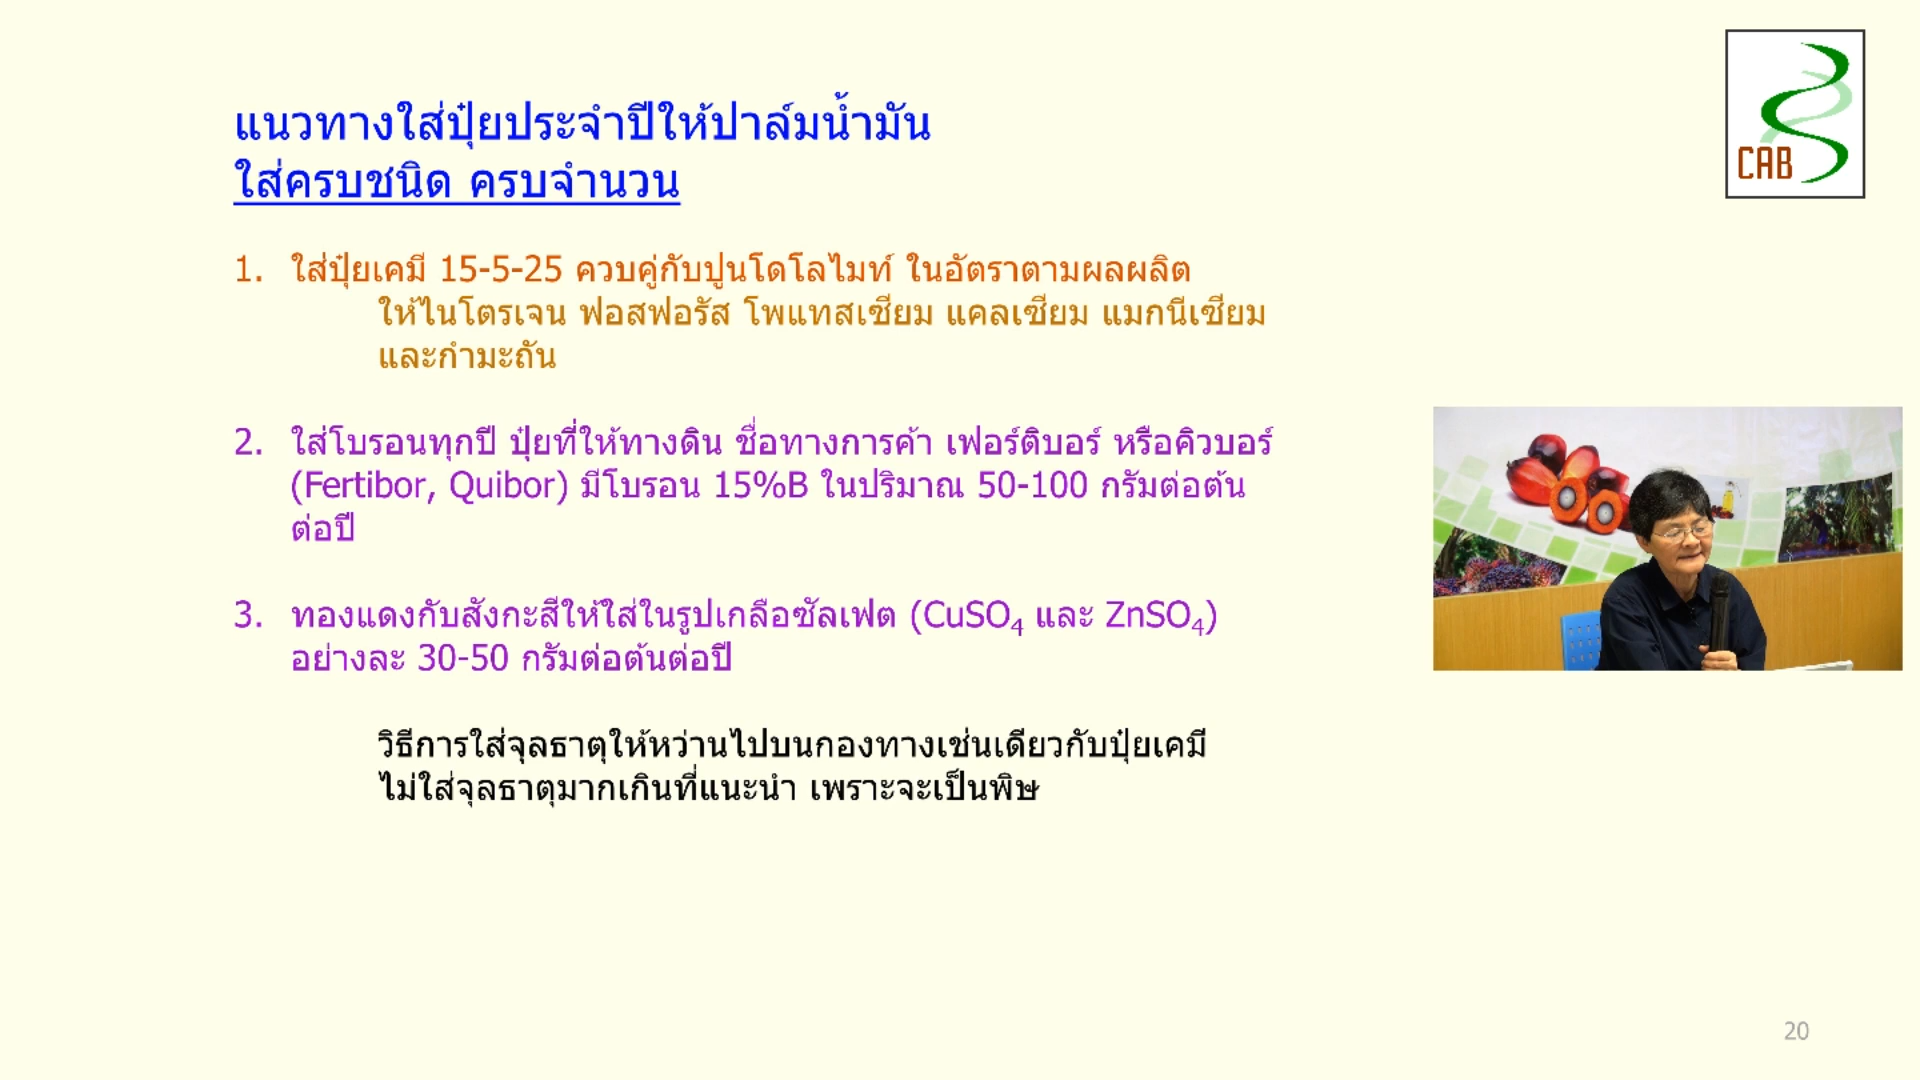 CAB
แนวทางใส่ปุ๋ยประจำปีให้ปาล์มน้ำมัน
ใส่ครบชนิด ครบจำนวน
1. ใส่ปุ๋ยเคมี 15-5-25 ควบคู่กับปูนโดโลไมท์ ในอัตราตามผลผลิต
ให้ไนโตรเจน ฟอสฟอรัส โพแทสเซียม แคลเซียม แมกนีเซียม
และกำมะถัน
2. ใส่โบรอนทุกปี ปุ๋ยที่ให้ทางดิน ชื่อทางการค้า เฟอร์ติบอร์ หรือคิวบอร์
(Fertibor, Quibor) มีโบรอน 15%B ในปริมาณ 50-100 กรัมต่อต้น
ต่อปี
3. ทองแดงกับสังกะสีให้ใส่ในรูปเกลือซัลเฟต (CuSO₄ และ ZnSO₄)
อย่างละ 30-50 กรัมต่อต้นต่อปี
วิธีการใส่จุลธาตุให้หว่านไปบนกองทางเช่นเดียวกับปุ๋ยเคมี
ไม่ใส่จุลธาตุมากเกินที่แนะนำ เพราะจะเป็นพิษ
20